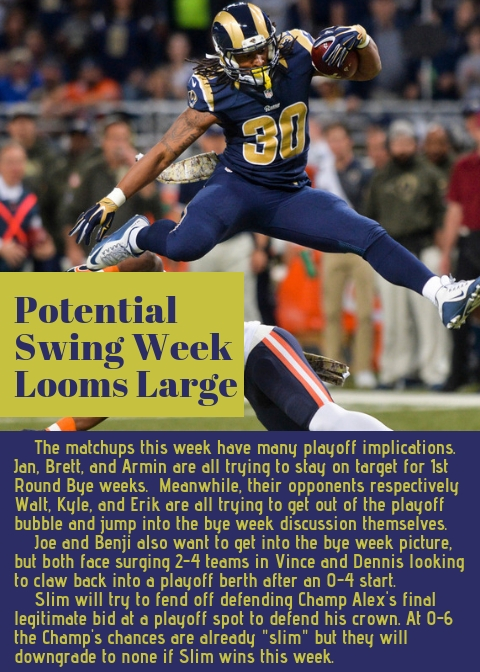 Rams
30
Potential
Swing Week
Looms Large
The matchups this week have many playoff implications.
Jan, Brett, and Armin are all trying to stay on target for 1st
Round Bye weeks. Meanwhile, their opponents respectively
Walt, Kyle, and Erik are all trying to get out of the playoff
bubble and jump into the bye week discussion themselves.
Joe and Benji also want to get into the bye week picture,
but both face surging 2-4 teams in Vince and Dennis looking
to claw back into a playoff berth after an 0-4 start.
Slim will try to fend off defending Champ Alex's final
legitimate bid at a playoff spot to defend his crown. At 0-6
the Champ's chances are already "slim" but they will
downgrade to none if Slim wins this week.